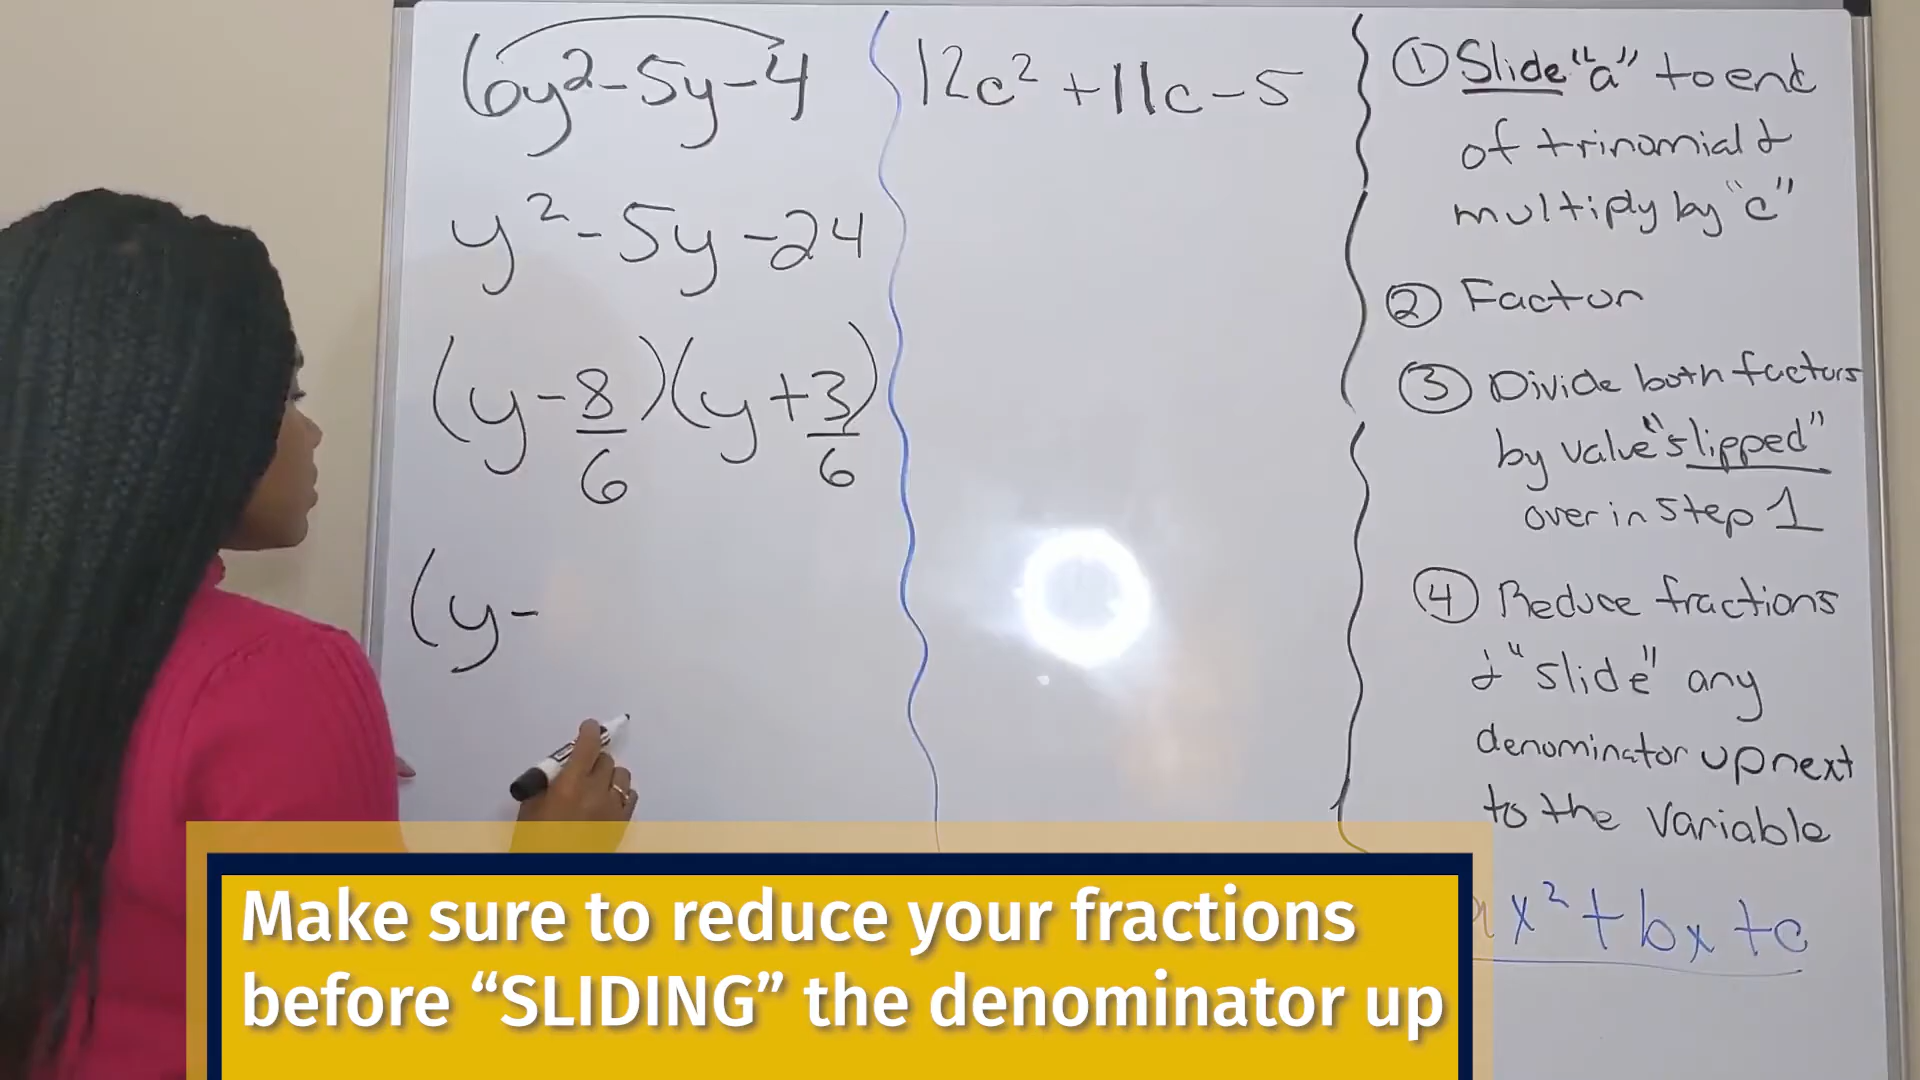 6y²-5y-4
y²-5y-24
(y-8/6)(y+3/6)
(y-
12c²+11c-5
① Slide "a" to end
of trinomial &
multiply by "c"
② Factor
③ Divide both factors
by value "slipped"
over in step 1
④ Reduce fractions
& "slide" any
denominator up next
to the variable
x²+bx+c
Make sure to reduce your fractions
before “SLIDING” the denominator up